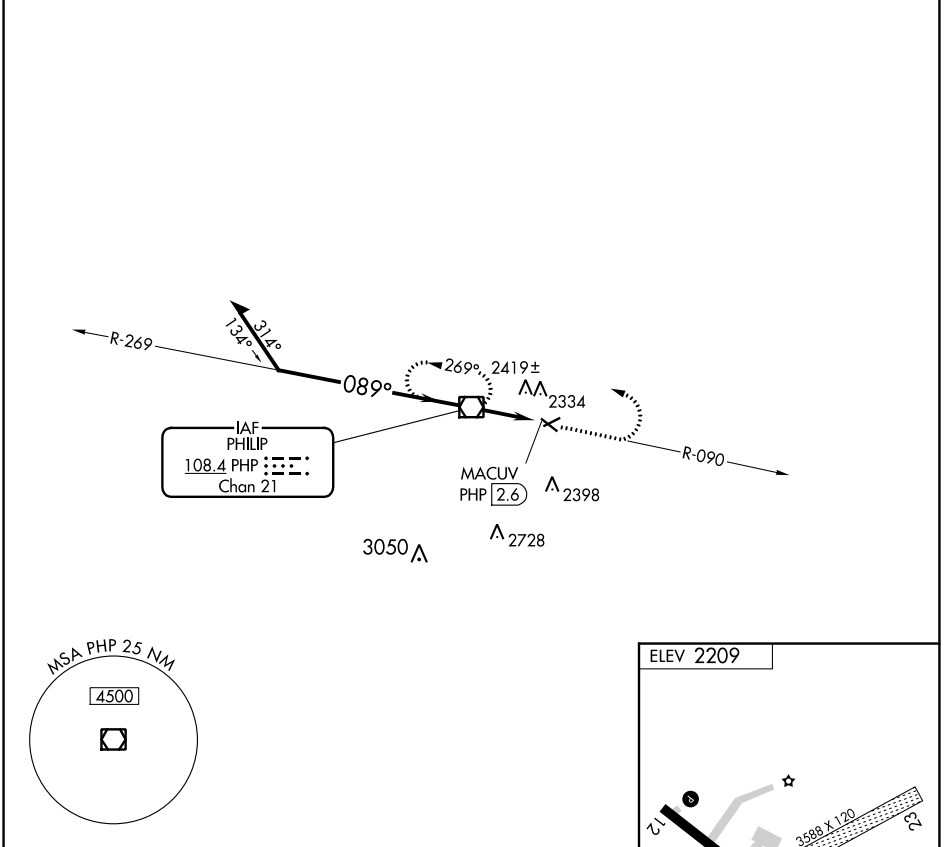 R-269
134°
314°
089°
269°
2419±
2334
R-090
IAF
PHILIP
108.4 PHP
Chan 21
MACUV
PHP 2.6
2398
2728
3050
MSA PHP 25 NM
4500
ELEV 2209
P
12
3588 X 120
23